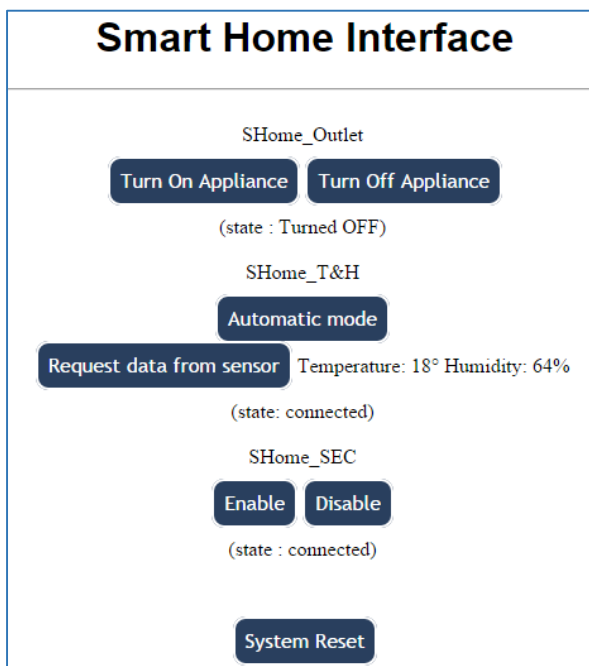 Smart Home Interface
SHome_Outlet
Turn On Appliance Turn Off Appliance
(state : Turned OFF)
SHome_T&H
Automatic mode
Request data from sensor Temperature: 18° Humidity: 64%
(state: connected)
SHome_SEC
Enable Disable
(state : connected)
System Reset